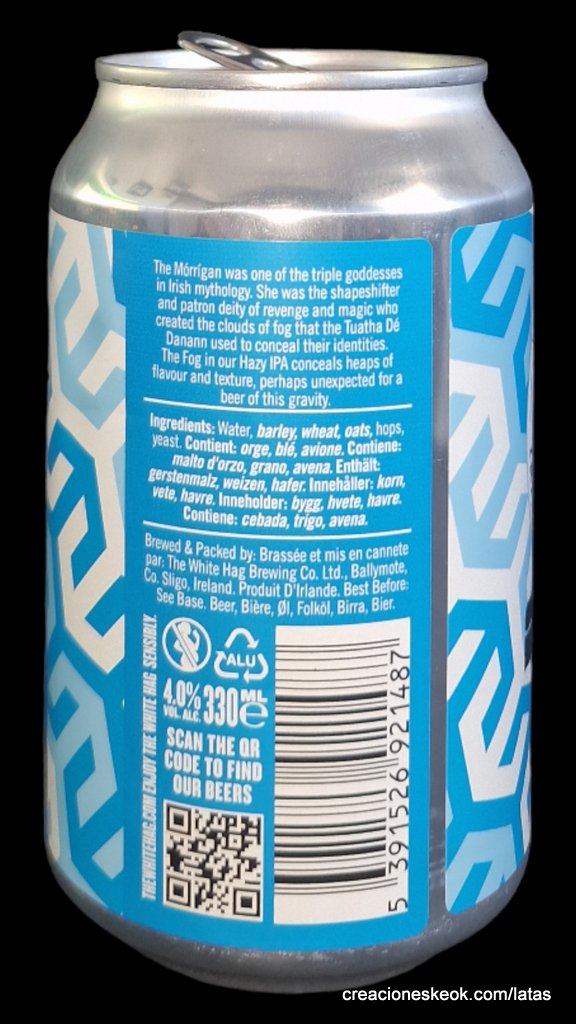 The Mórrígan was one of the triple goddesses
in Irish mythology. She was the shapeshifter
and patron deity of revenge and magic who
created the clouds of fog that the Tuatha Dé
Danann used to conceal their identities.
The Fog in our Hazy IPA conceals heaps of
flavour and texture, perhaps unexpected for a
beer of this gravity.
Ingredients: Water, barley, wheat, oats, hops,
yeast. Contient: orge, blé, avione. Contiene:
malto d'orzo, grano, avena. Enthält:
gerstenmalz, weizen, hafer. Innehåller: korn,
vete, havre. Inneholder: bygg, hvete, havre.
Contiene: cebada, trigo, avena.
Brewed & Packed by: Brassée et mis en cannete
par: The White Hag Brewing Co. Ltd., Ballymote,
Co. Sligo, Ireland. Produit D'Irlande. Best Before:
See Base. Beer, Bière, Øl, Folköl, Birra, Bier.
THEWHITEHAG.COM ENJOY THE WHITE HAG SENSIBLY.
ALU
4.0% 330 ML e
VOL. ALC.
SCAN THE QR
CODE TO FIND
OUR BEERS
5 391526 921487
creacioneskeok.com/latas